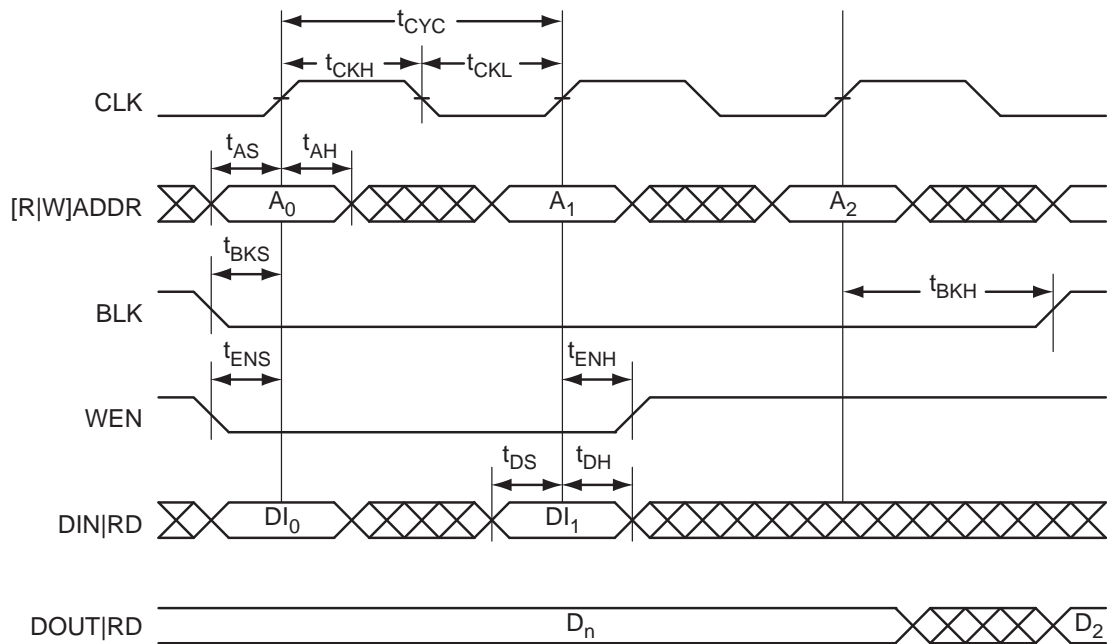 tCYC
tCKH tCKL
CLK
tAS tAH
[R|W]ADDR A0 A1 A2
tBKS tBKH
BLK
tENS tENH
WEN
tDS tDH
DIN|RD DI0 DI1
DOUT|RD Dn D2